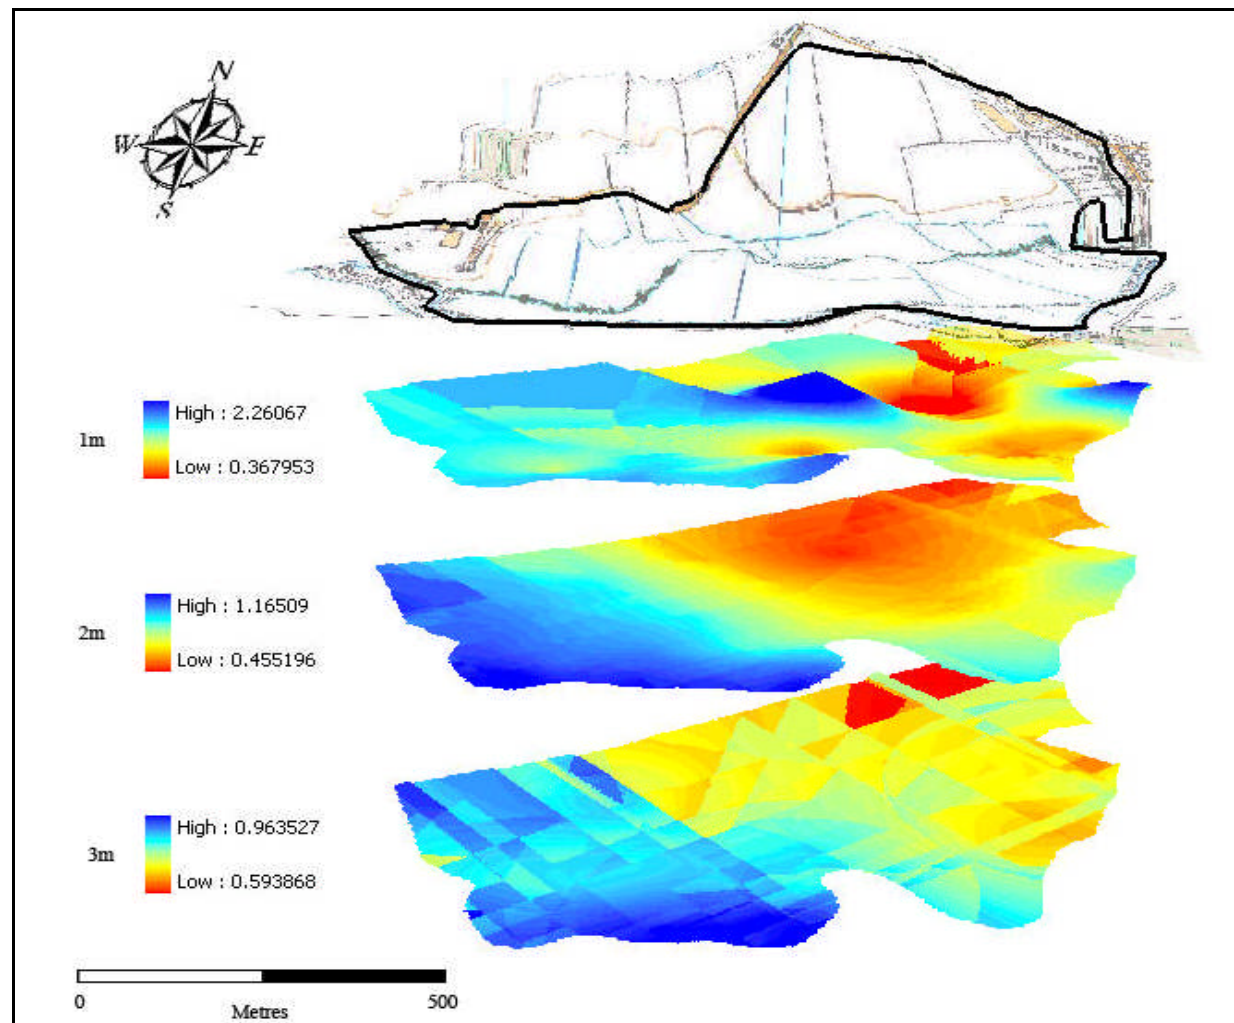 N
W E
S
High : 2.26067
1m
Low : 0.367953
High : 1.16509
2m
Low : 0.455196
High : 0.963527
3m
Low : 0.593868
0 500
Metres